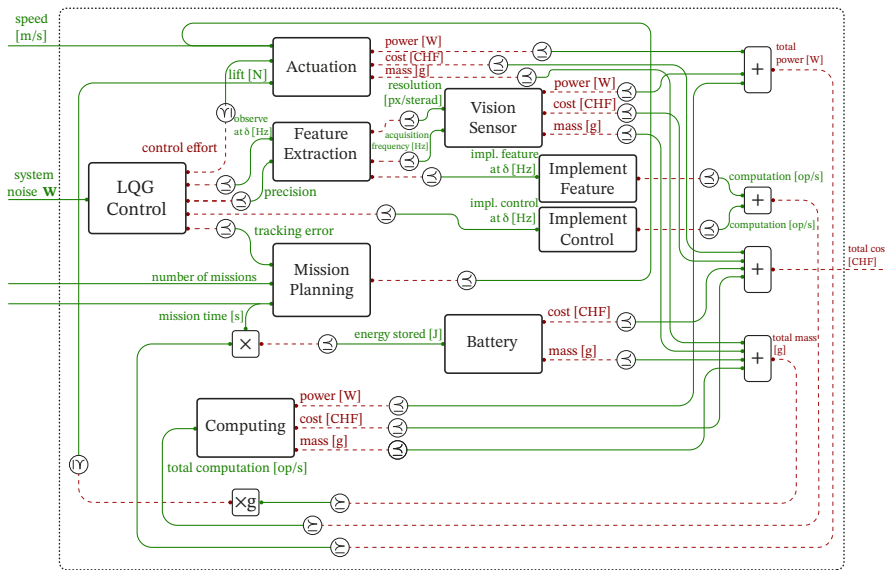 speed
[m/s]
power [W]
cost [CHF]
mass [g]
lift [N]
Actuation
total
power [W]
+
resolution
[px/sterad]
power [W]
cost [CHF]
mass [g]
Vision
Sensor
observe
at δ [Hz]
Feature
Extraction
acquisition
frequency [Hz]
control effort
impl. feature
at δ [Hz]
Implement
Feature
computation [op/s]
+
computation [op/s]
system
noise W
LQG
Control
precision
impl. control
at δ [Hz]
Implement
Control
tracking error
total cos
[CHF]
+
number of missions
Mission
Planning
mission time [s]
cost [CHF]
energy stored [J]
Battery
mass [g]
total mass
[g]
+
×
power [W]
cost [CHF]
mass [g]
Computing
total computation [op/s]
×g